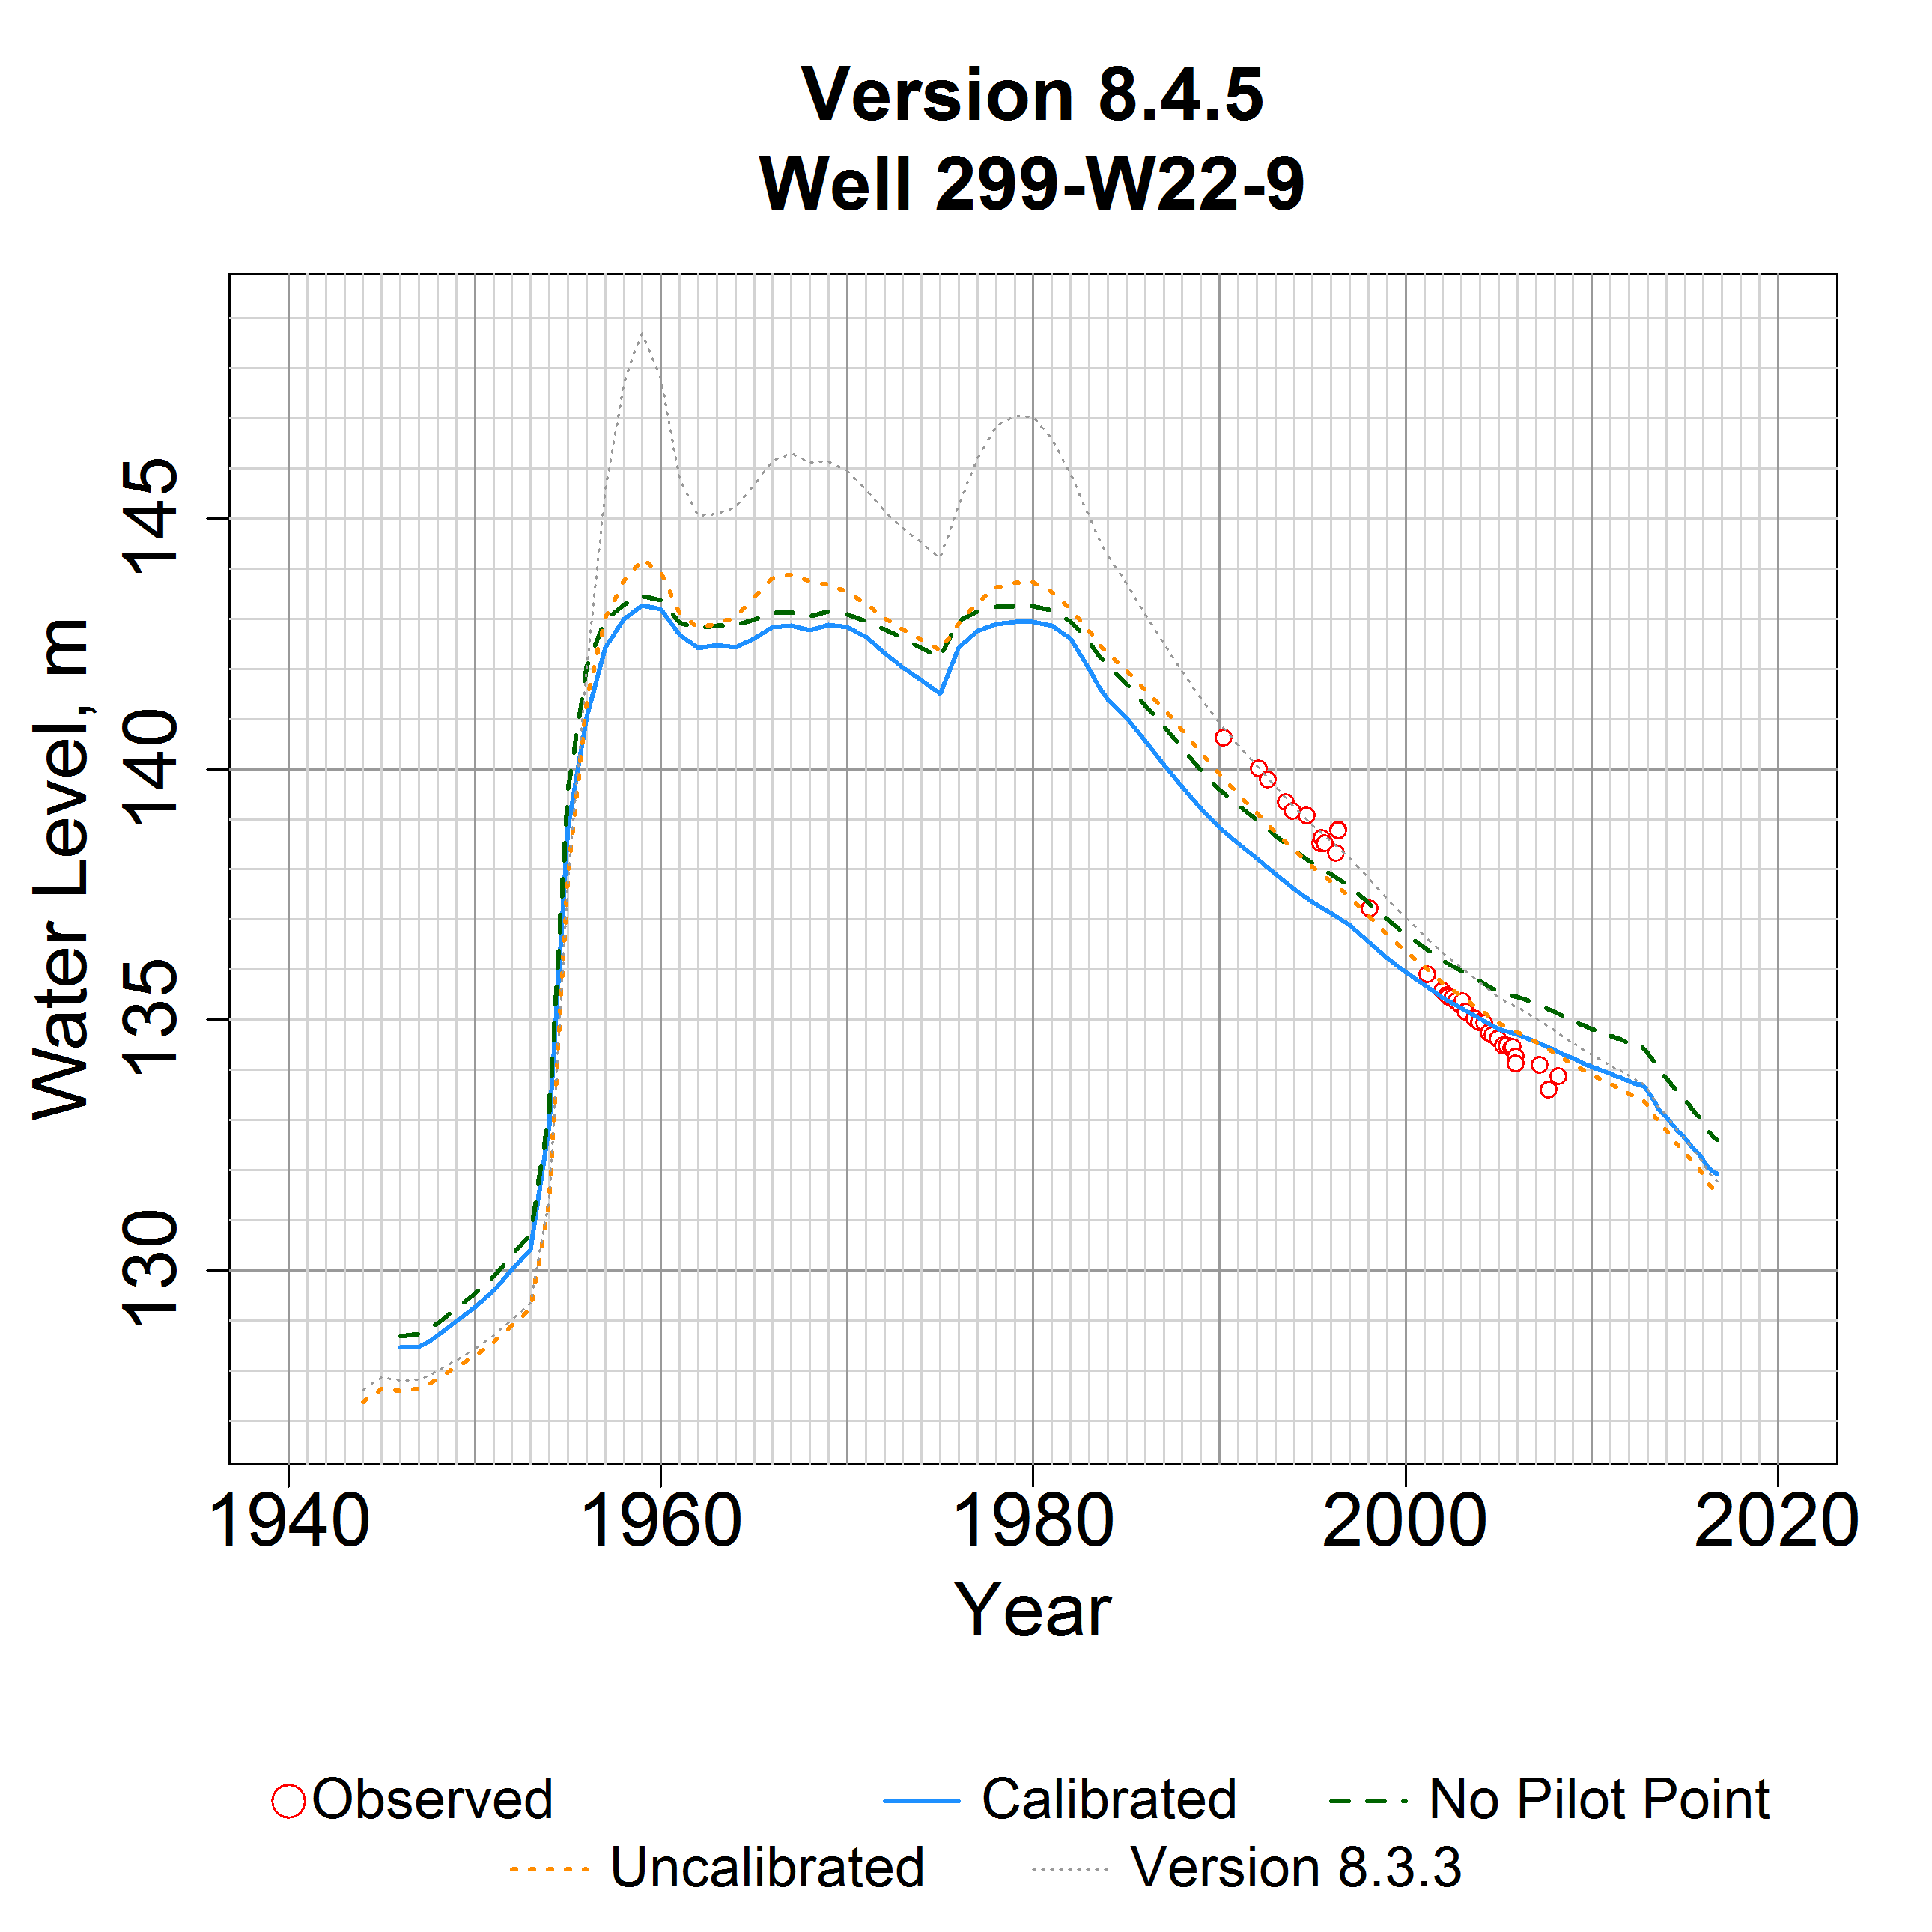 Version 8.4.5
Well 299-W22-9
Water Level, m
145
140
135
130
1940 1960 1980 2000 2020
Year
Observed Calibrated No Pilot Point
Uncalibrated Version 8.3.3